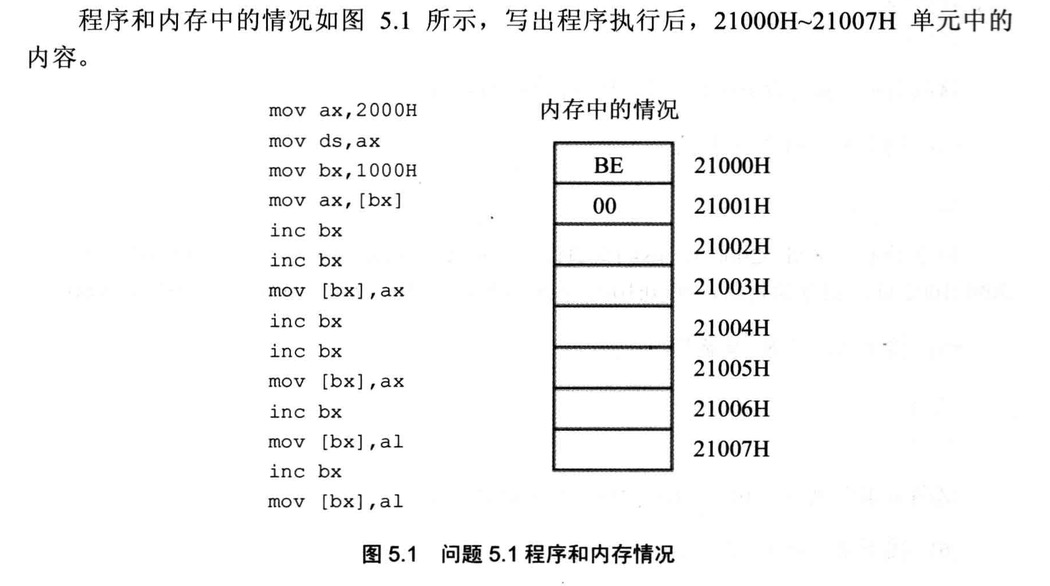 程序和内存中的情况如图 5.1 所示，写出程序执行后，21000H~21007H 单元中的
内容。
mov ax,2000H
mov ds,ax
mov bx,1000H
mov ax,[bx]
inc bx
inc bx
mov [bx],ax
inc bx
inc bx
mov [bx],ax
inc bx
mov [bx],al
inc bx
mov [bx],al
内存中的情况
BE 21000H
00 21001H
21002H
21003H
21004H
21005H
21006H
21007H
图 5.1 问题 5.1 程序和内存情况